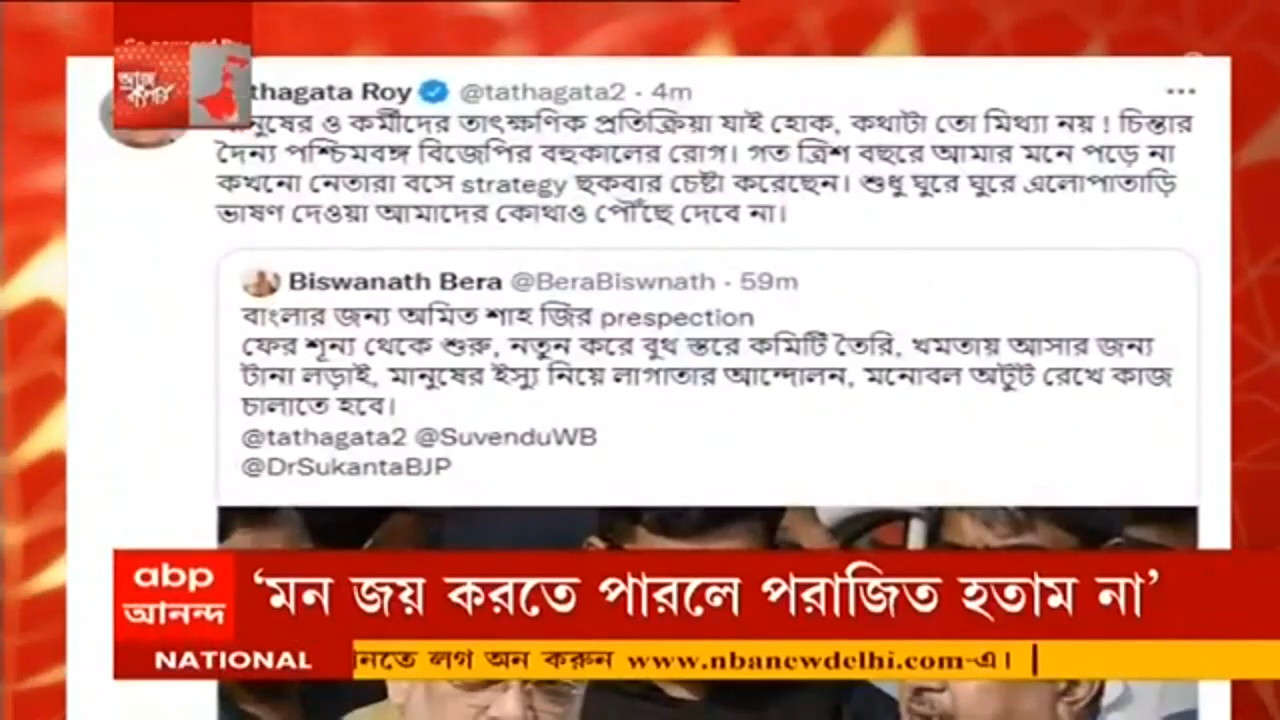 আজ বাংলায়
thagata Roy @tathagata2 · 4m
মানুষের ও কর্মীদের তাৎক্ষণিক প্রতিক্রিয়া যাই হোক, কথাটা তো মিথ্যা নয় ! চিন্তার
দৈন্য পশ্চিমবঙ্গ বিজেপির বহুকালের রোগ। গত ত্রিশ বছরে আমার মনে পড়ে না
কখনো নেতারা বসে strategy ছকবার চেষ্টা করেছেন। শুধু ঘুরে ঘুরে এলোপাতাড়ি
ভাষণ দেওয়া আমাদের কোথাও পৌঁছে দেবে না।
Biswanath Bera @BeraBiswnath · 59m
বাংলার জন্য অমিত শাহ জির prespection
ফের শূন্য থেকে শুরু, নতুন করে বুথ স্তরে কমিটি তৈরি, খমতায় আসার জন্য
টানা লড়াই, মানুষের ইস্যু নিয়ে লাগাতার আন্দোলন, মনোবল অটুট রেখে কাজ
চালাতে হবে।
@tathagata2 @SuvenduWB
@DrSukantaBJP
abp
আনন্দ
‘মন জয় করতে পারলে পরাজিত হতাম না’
NATIONAL
নতে লগ অন করুন www.nbanewdelhi.com-এ।